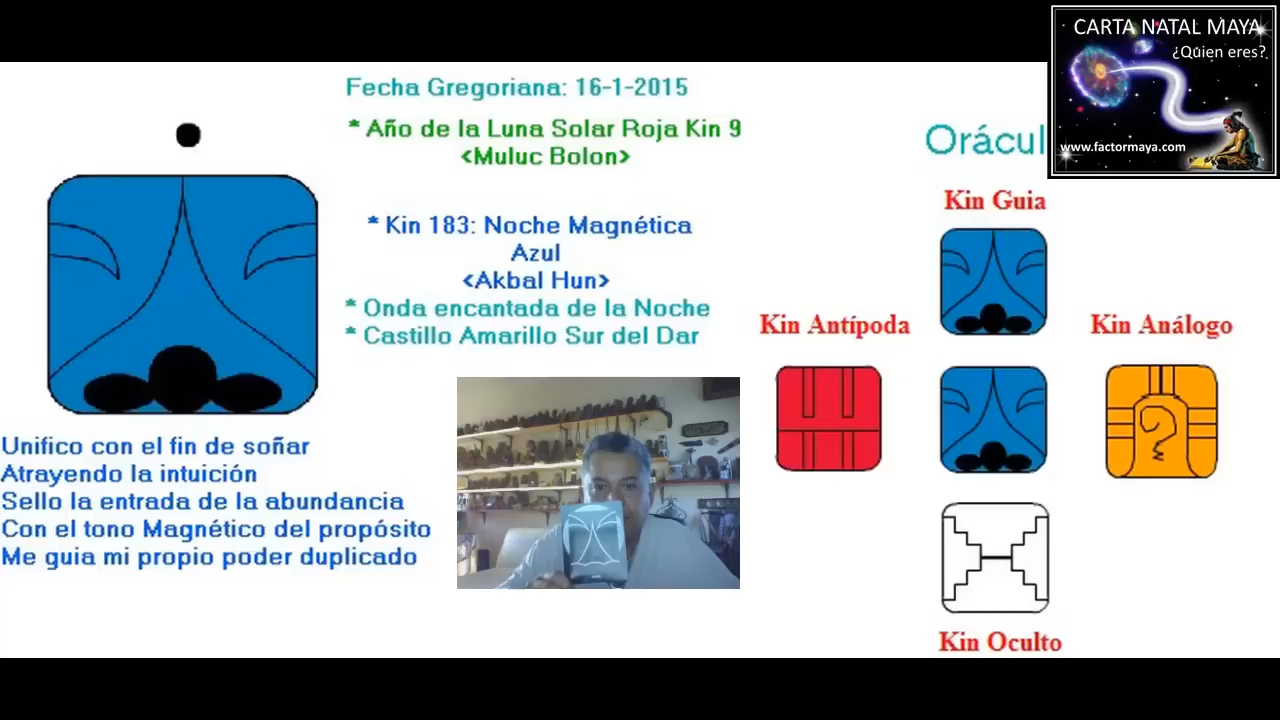 CARTA NATAL MAYA
¿Quien eres?
www.factormaya.com
Fecha Gregoriana: 16-1-2015
* Año de la Luna Solar Roja Kin 9
<Muluc Bolon>
* Kin 183: Noche Magnética
Azul
<Akbal Hun>
* Onda encantada de la Noche
* Castillo Amarillo Sur del Dar
Unifico con el fin de soñar
Atrayendo la intuición
Sello la entrada de la abundancia
Con el tono Magnético del propósito
Me guia mi propio poder duplicado
Orácul
Kin Guia
Kin Antípoda
Kin Análogo
Kin Oculto